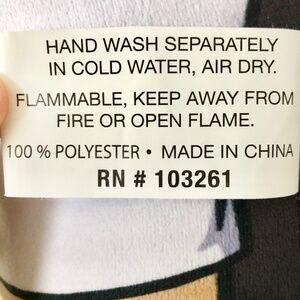 HAND WASH SEPARATELY
IN COLD WATER, AIR DRY.
FLAMMABLE, KEEP AWAY FROM
FIRE OR OPEN FLAME.
100 % POLYESTER • MADE IN CHINA
RN # 103261